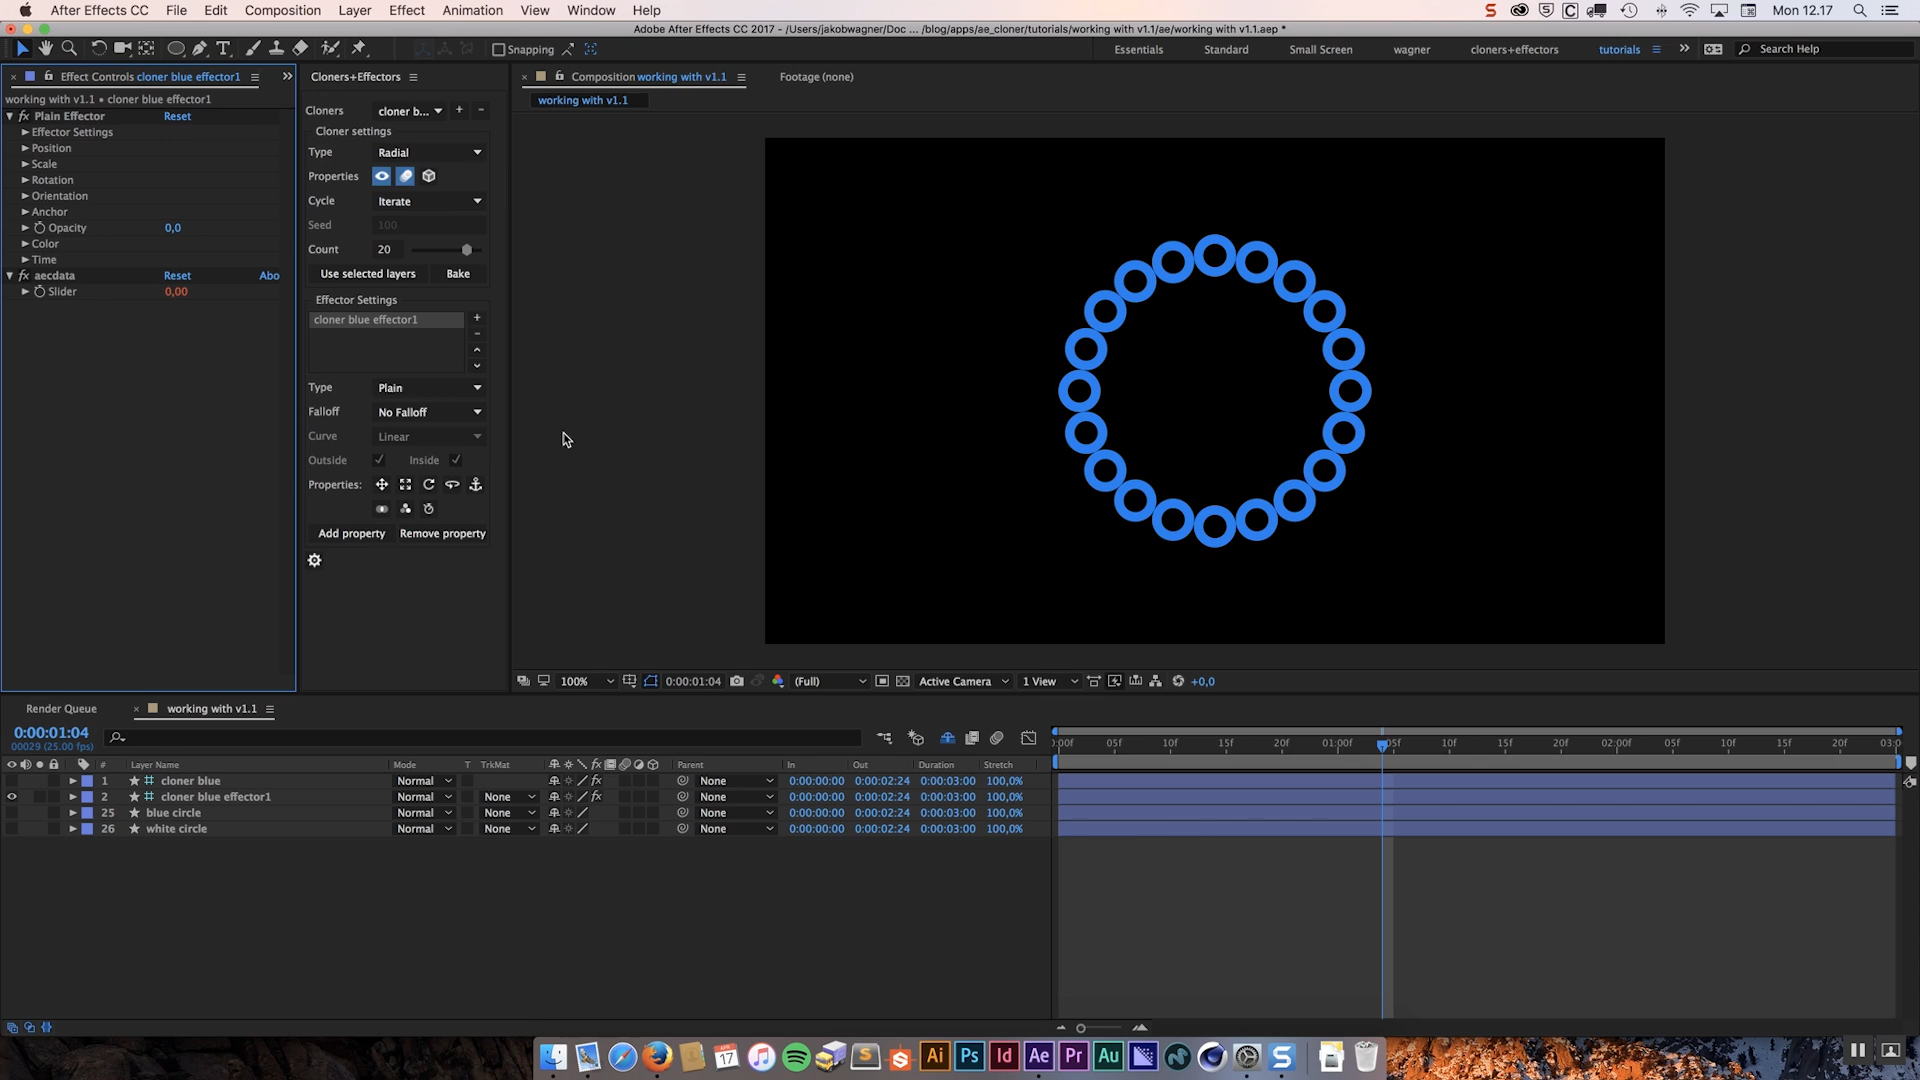 After Effects CC File Edit Composition Layer Effect Animation View Window Help Mon 12.17
Adobe After Effects CC 2017 - /Users/jakobwagner/Doc ... /blog/apps/ae_cloner/tutorials/working with v1.1/ae/working with v1.1.aep *
Snapping Essentials Standard Small Screen wagner cloners+effectors tutorials Search Help
Effect Controls cloner blue effector1
working with v1.1 • cloner blue effector1
Plain Effector Reset
Effector Settings
Position
Scale
Rotation
Orientation
Anchor
Opacity 0,0
Color
Time
aecdata Reset Abo
Slider 0,00
Cloners+Effectors
Cloners cloner b... + -
Cloner settings
Type Radial
Properties
Cycle Iterate
Seed 100
Count 20
Use selected layers Bake
Effector Settings
cloner blue effector1
Type Plain
Falloff No Falloff
Curve Linear
Outside Inside
Properties:
Add property Remove property
Composition working with v1.1 Footage (none)
working with v1.1
100% 0:00:01:04 (Full) Active Camera 1 View +0,0
Render Queue working with v1.1
0:00:01:04
00029 (25.00 fps)
:00f 05f 10f 15f 20f 01:00f 05f 10f 15f 20f 02:00f 05f 10f 15f 20f 03:0
# Layer Name Mode T TrkMat Parent In Out Duration Stretch
1 cloner blue Normal None 0:00:00:00 0:00:02:24 0:00:03:00 100,0%
2 cloner blue effector1 Normal None None 0:00:00:00 0:00:02:24 0:00:03:00 100,0%
25 blue circle Normal None None 0:00:00:00 0:00:02:24 0:00:03:00 100,0%
26 white circle Normal None None 0:00:00:00 0:00:02:24 0:00:03:00 100,0%
17 Ai Ps Id Ae Pr Au